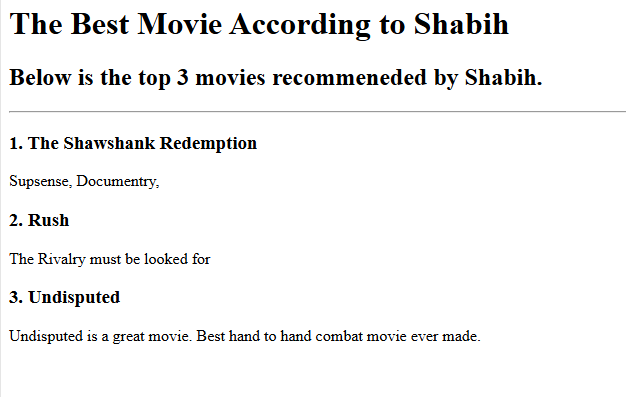 The Best Movie According to Shabih
Below is the top 3 movies recommeneded by Shabih.
1. The Shawshank Redemption
Supsense, Documentry,
2. Rush
The Rivalry must be looked for
3. Undisputed
Undisputed is a great movie. Best hand to hand combat movie ever made.